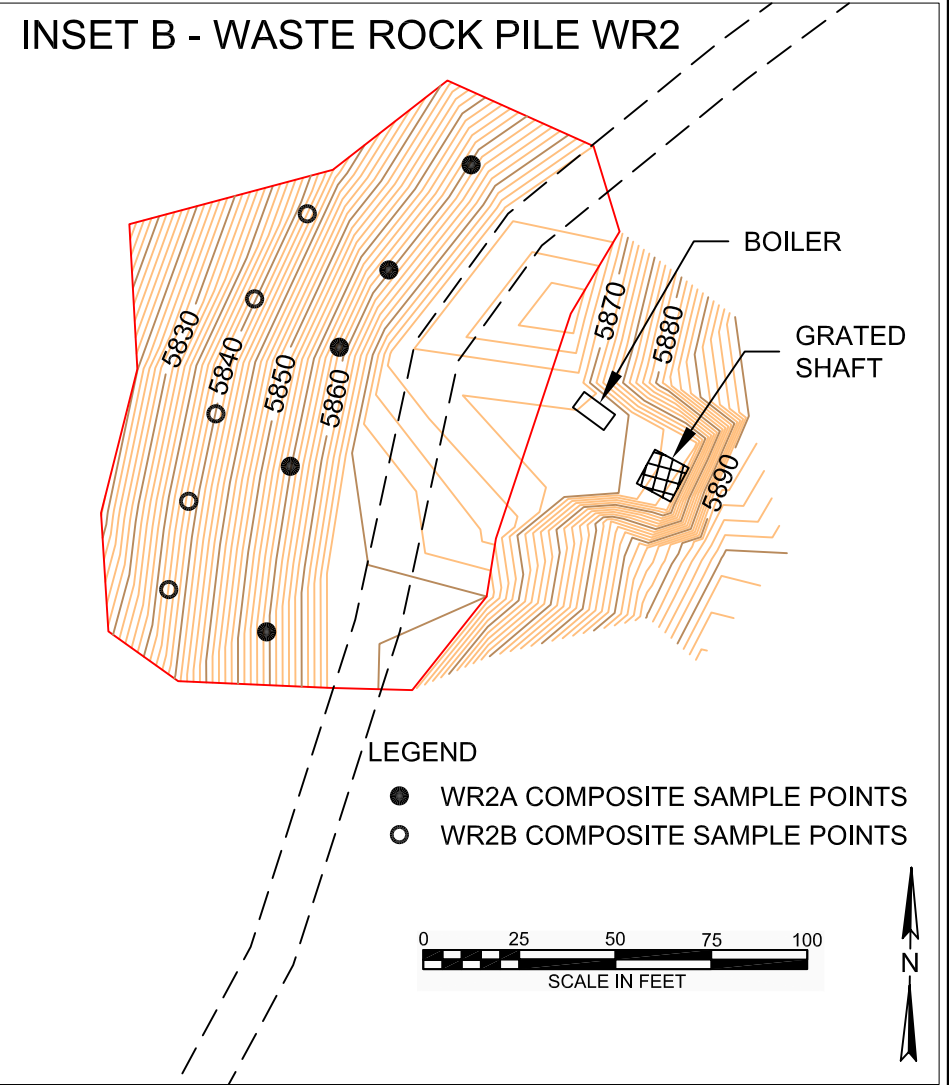 INSET B - WASTE ROCK PILE WR2
BOILER
GRATED
SHAFT
5870
5880
5890
5830
5840
5850
5860
LEGEND
WR2A COMPOSITE SAMPLE POINTS
WR2B COMPOSITE SAMPLE POINTS
0 25 50 75 100
SCALE IN FEET
N